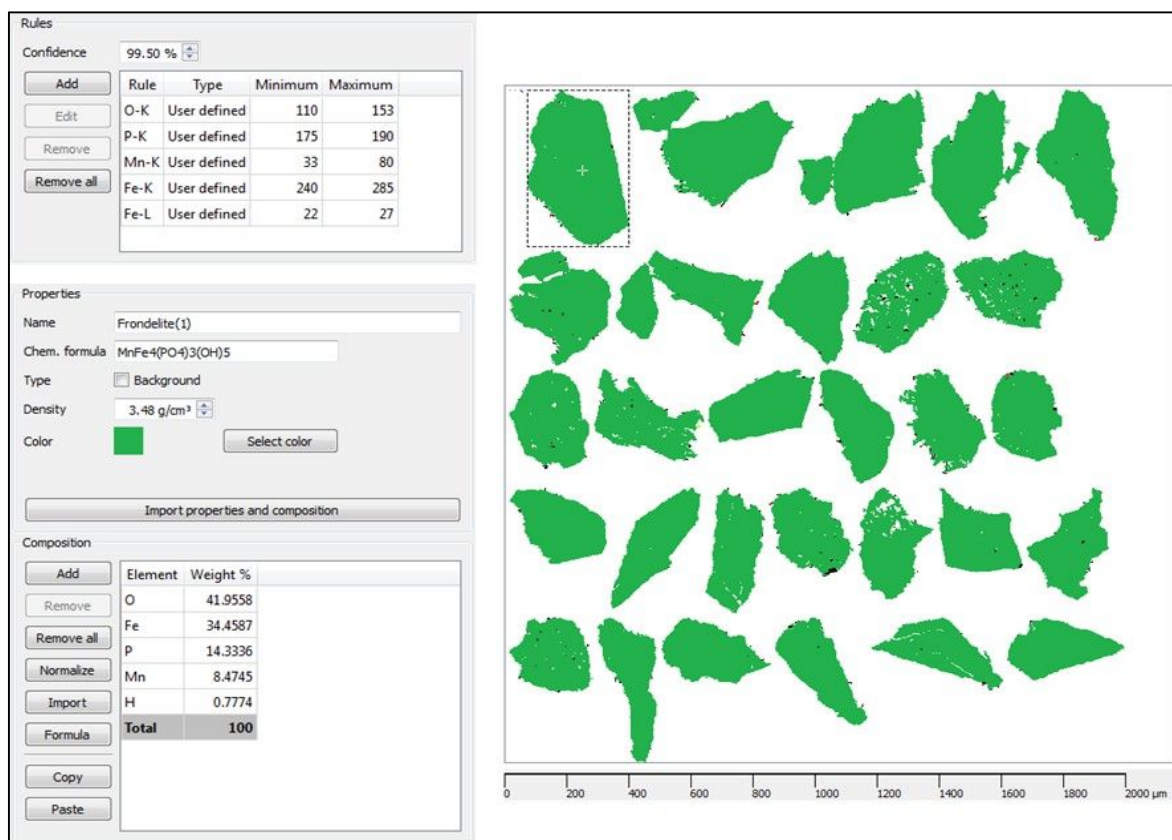 Rules
Confidence 99.50 %
Add
Edit
Remove
Remove all
Rule Type Minimum Maximum
O-K User defined 110 153
P-K User defined 175 190
Mn-K User defined 33 80
Fe-K User defined 240 285
Fe-L User defined 22 27
Properties
Name Frondelite(1)
Chem. formula MnFe4(PO4)3(OH)5
Type Background
Density 3.48 g/cm³
Color Select color
Import properties and composition
Composition
Add
Remove
Remove all
Normalize
Import
Formula
Copy
Paste
Element Weight %
O 41.9558
Fe 34.4587
P 14.3336
Mn 8.4745
H 0.7774
Total 100
0 200 400 600 800 1000 1200 1400 1600 1800 2000 µm